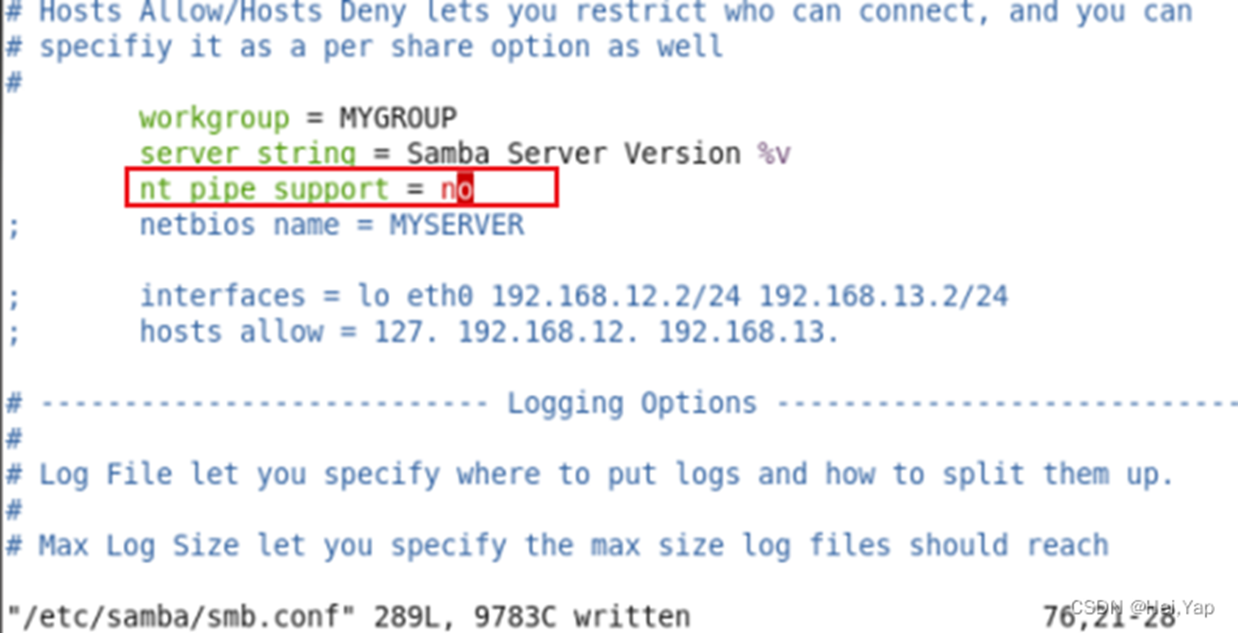 # Hosts Allow/Hosts Deny lets you restrict who can connect, and you can
# specifiy it as a per share option as well
#
workgroup = MYGROUP
server string = Samba Server Version %v
nt pipe support = no
; netbios name = MYSERVER
; interfaces = lo eth0 192.168.12.2/24 192.168.13.2/24
; hosts allow = 127. 192.168.12. 192.168.13.
# --------------------------- Logging Options -----------------------------
#
# Log File let you specify where to put logs and how to split them up.
#
# Max Log Size let you specify the max size log files should reach
"/etc/samba/smb.conf" 289L, 9783C written 76,21-28
CSDN @Hei,Yap